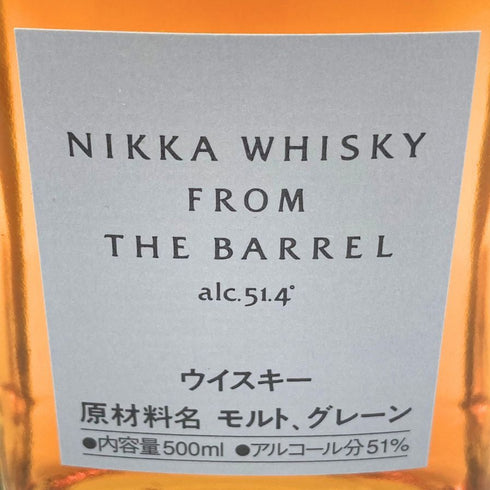 NIKKA WHISKY
FROM
THE BARREL
alc.51.4°
ウイスキー
原材料名 モルト、グレーン
●内容量500ml ●アルコール分51%